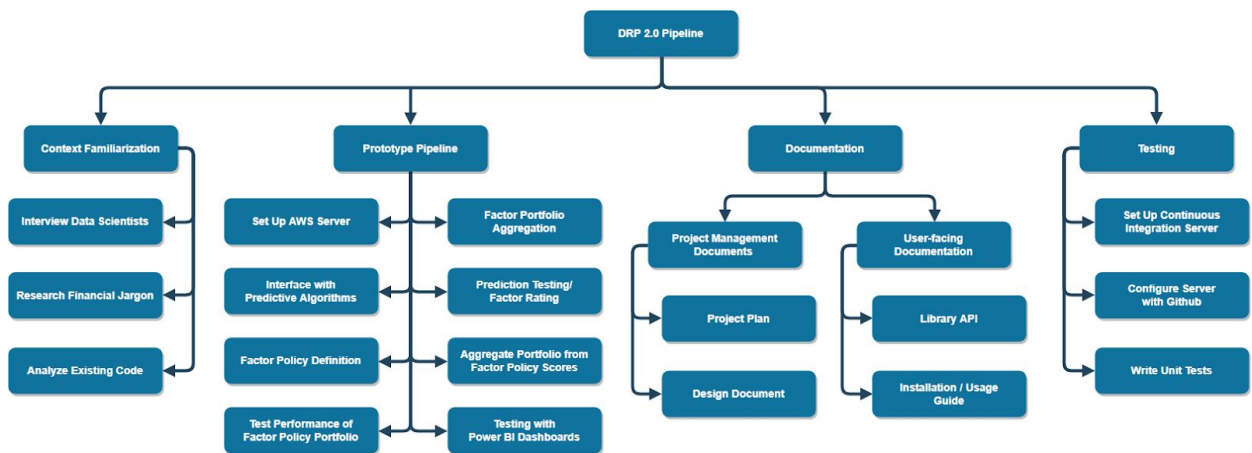 DRP 2.0 Pipeline
Context Familiarization
Prototype Pipeline
Documentation
Testing
Interview Data Scientists
Research Financial Jargon
Analyze Existing Code
Set Up AWS Server
Factor Portfolio
Aggregation
Interface with
Predictive Algorithms
Prediction Testing/
Factor Rating
Factor Policy Definition
Aggregate Portfolio from
Factor Policy Scores
Test Performance of
Factor Policy Portfolio
Testing with
Power BI Dashboards
Project Management
Documents
Project Plan
Design Document
User-facing
Documentation
Library API
Installation / Usage
Guide
Set Up Continuous
Integration Server
Configure Server
with Github
Write Unit Tests